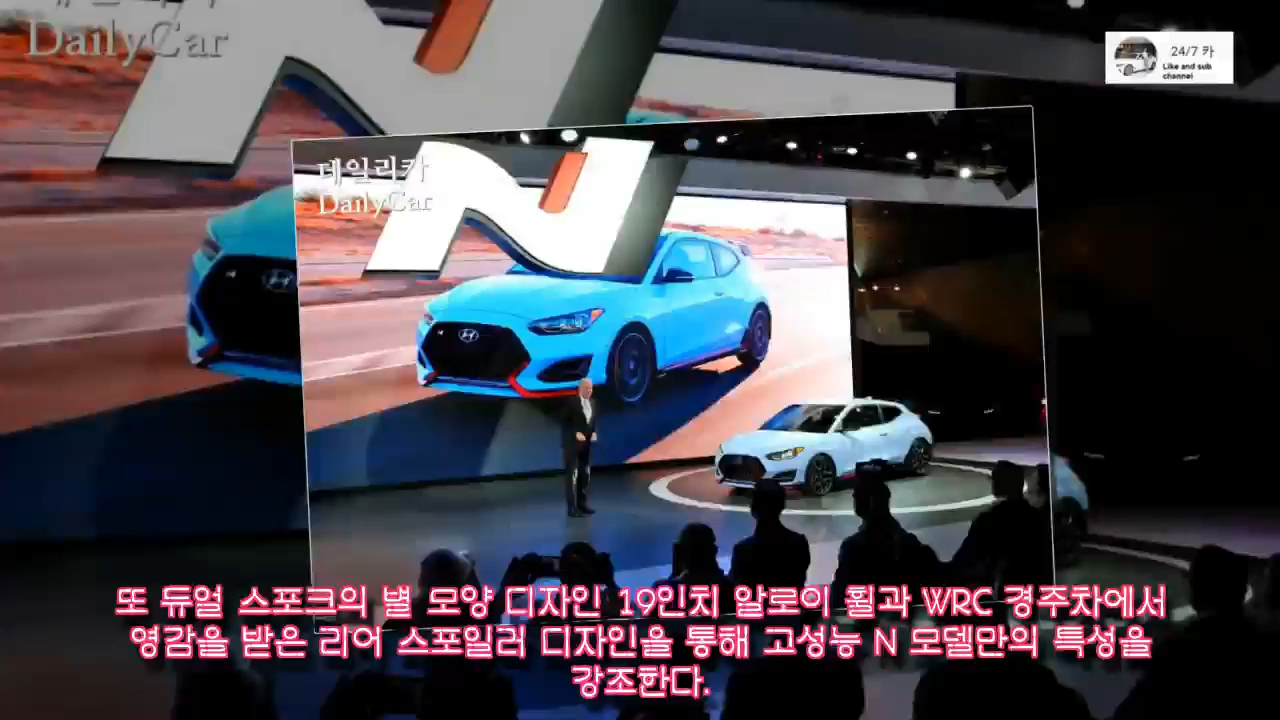 DailyCar
24/7 카
Like and sub
channel
데일리카
DailyCar
또 듀얼 스포크의 별 모양 디자인 19인치 알로이 휠과 WRC 경주차에서
영감을 받은 리어 스포일러 디자인을 통해 고성능 N 모델만의 특성을
강조한다.